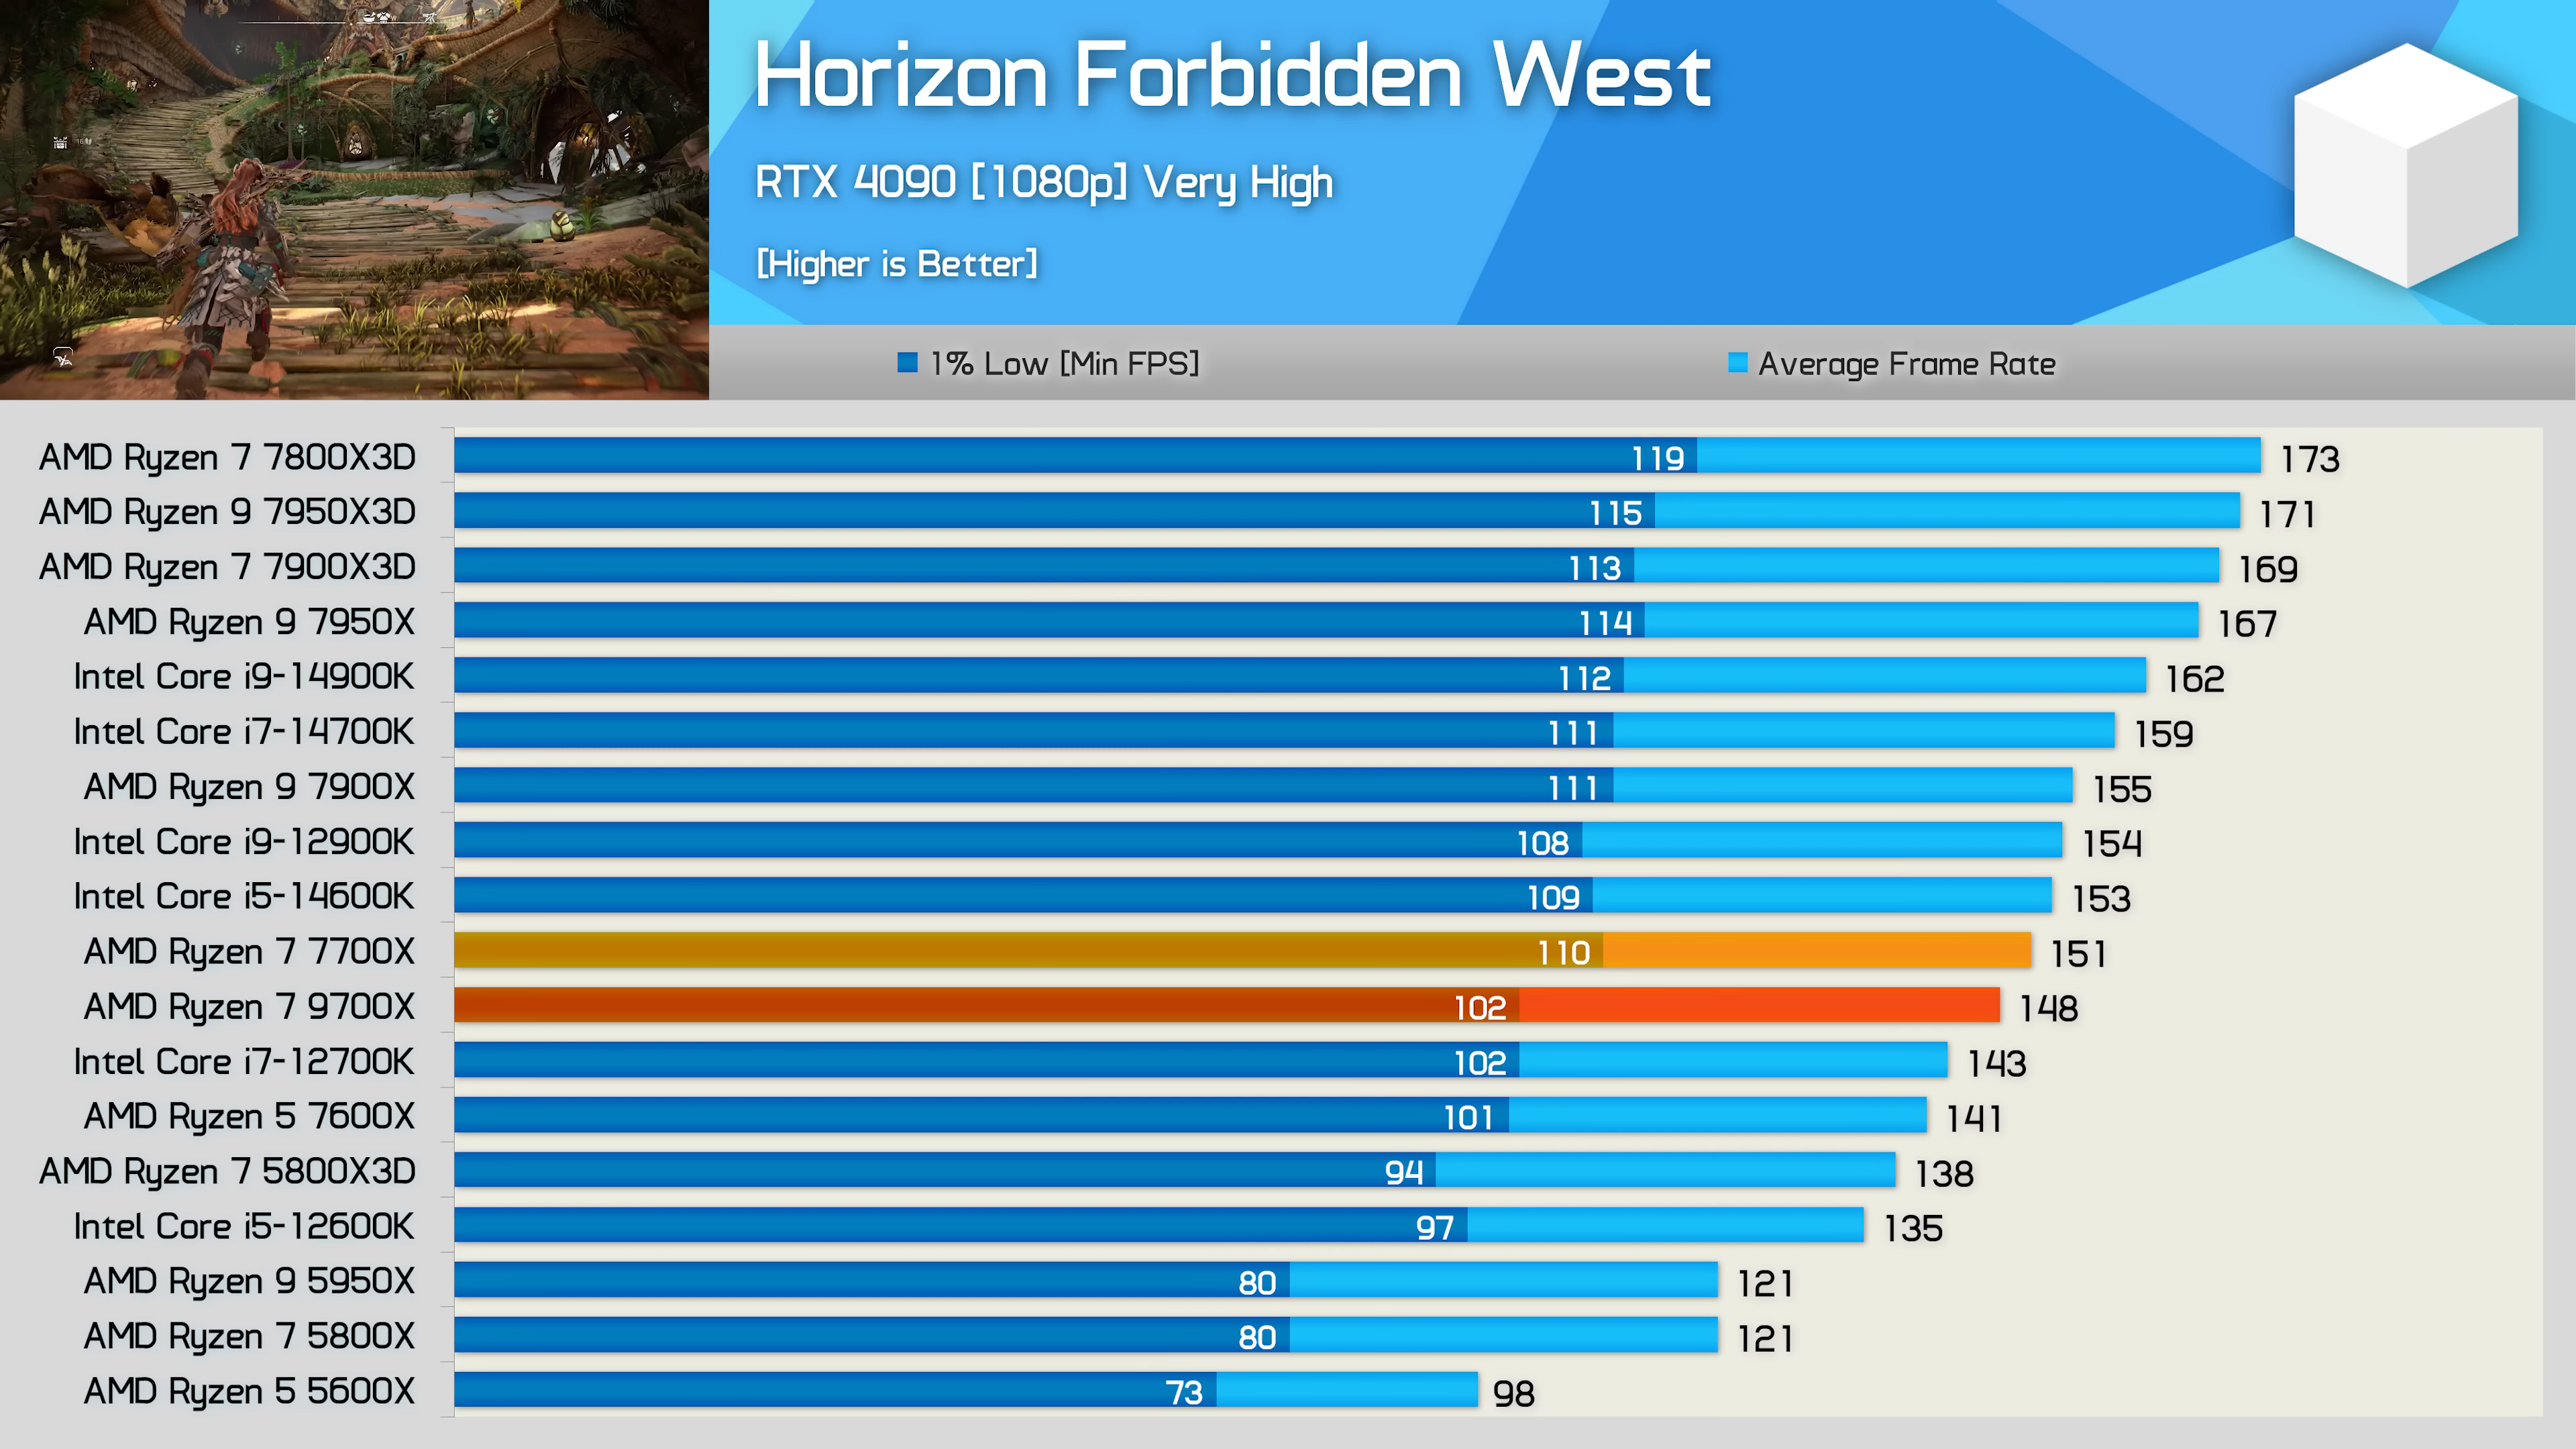 Horizon Forbidden West
RTX 4090 [1080p] Very High
[Higher is Better]
1% Low [Min FPS] Average Frame Rate
AMD Ryzen 7 7800X3D 119 173
AMD Ryzen 9 7950X3D 115 171
AMD Ryzen 7 7900X3D 113 169
AMD Ryzen 9 7950X 114 167
Intel Core i9-14900K 112 162
Intel Core i7-14700K 111 159
AMD Ryzen 9 7900X 111 155
Intel Core i9-12900K 108 154
Intel Core i5-14600K 109 153
AMD Ryzen 7 7700X 110 151
AMD Ryzen 7 9700X 102 148
Intel Core i7-12700K 102 143
AMD Ryzen 5 7600X 101 141
AMD Ryzen 7 5800X3D 94 138
Intel Core i5-12600K 97 135
AMD Ryzen 9 5950X 80 121
AMD Ryzen 7 5800X 80 121
AMD Ryzen 5 5600X 73 98